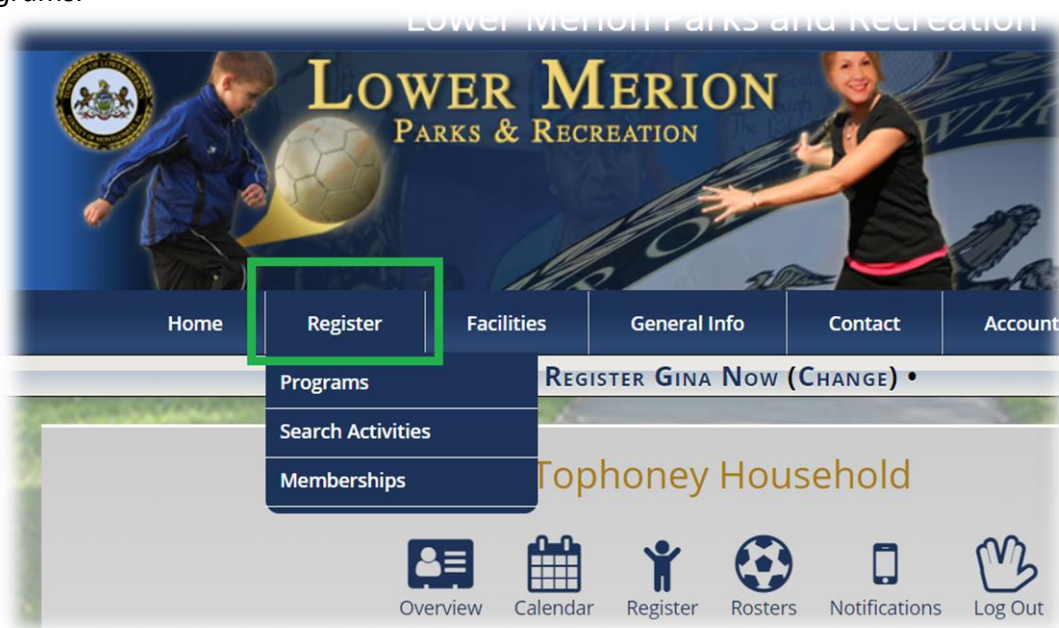 grams.
Lower Merion Parks and Recreation
LOWER MERION
PARKS & RECREATION
Home Register Facilities General Info Contact Account
Programs
Search Activities
Memberships
REGISTER GINA NOW (CHANGE) •
Tophoney Household
Overview Calendar Register Rosters Notifications Log Out